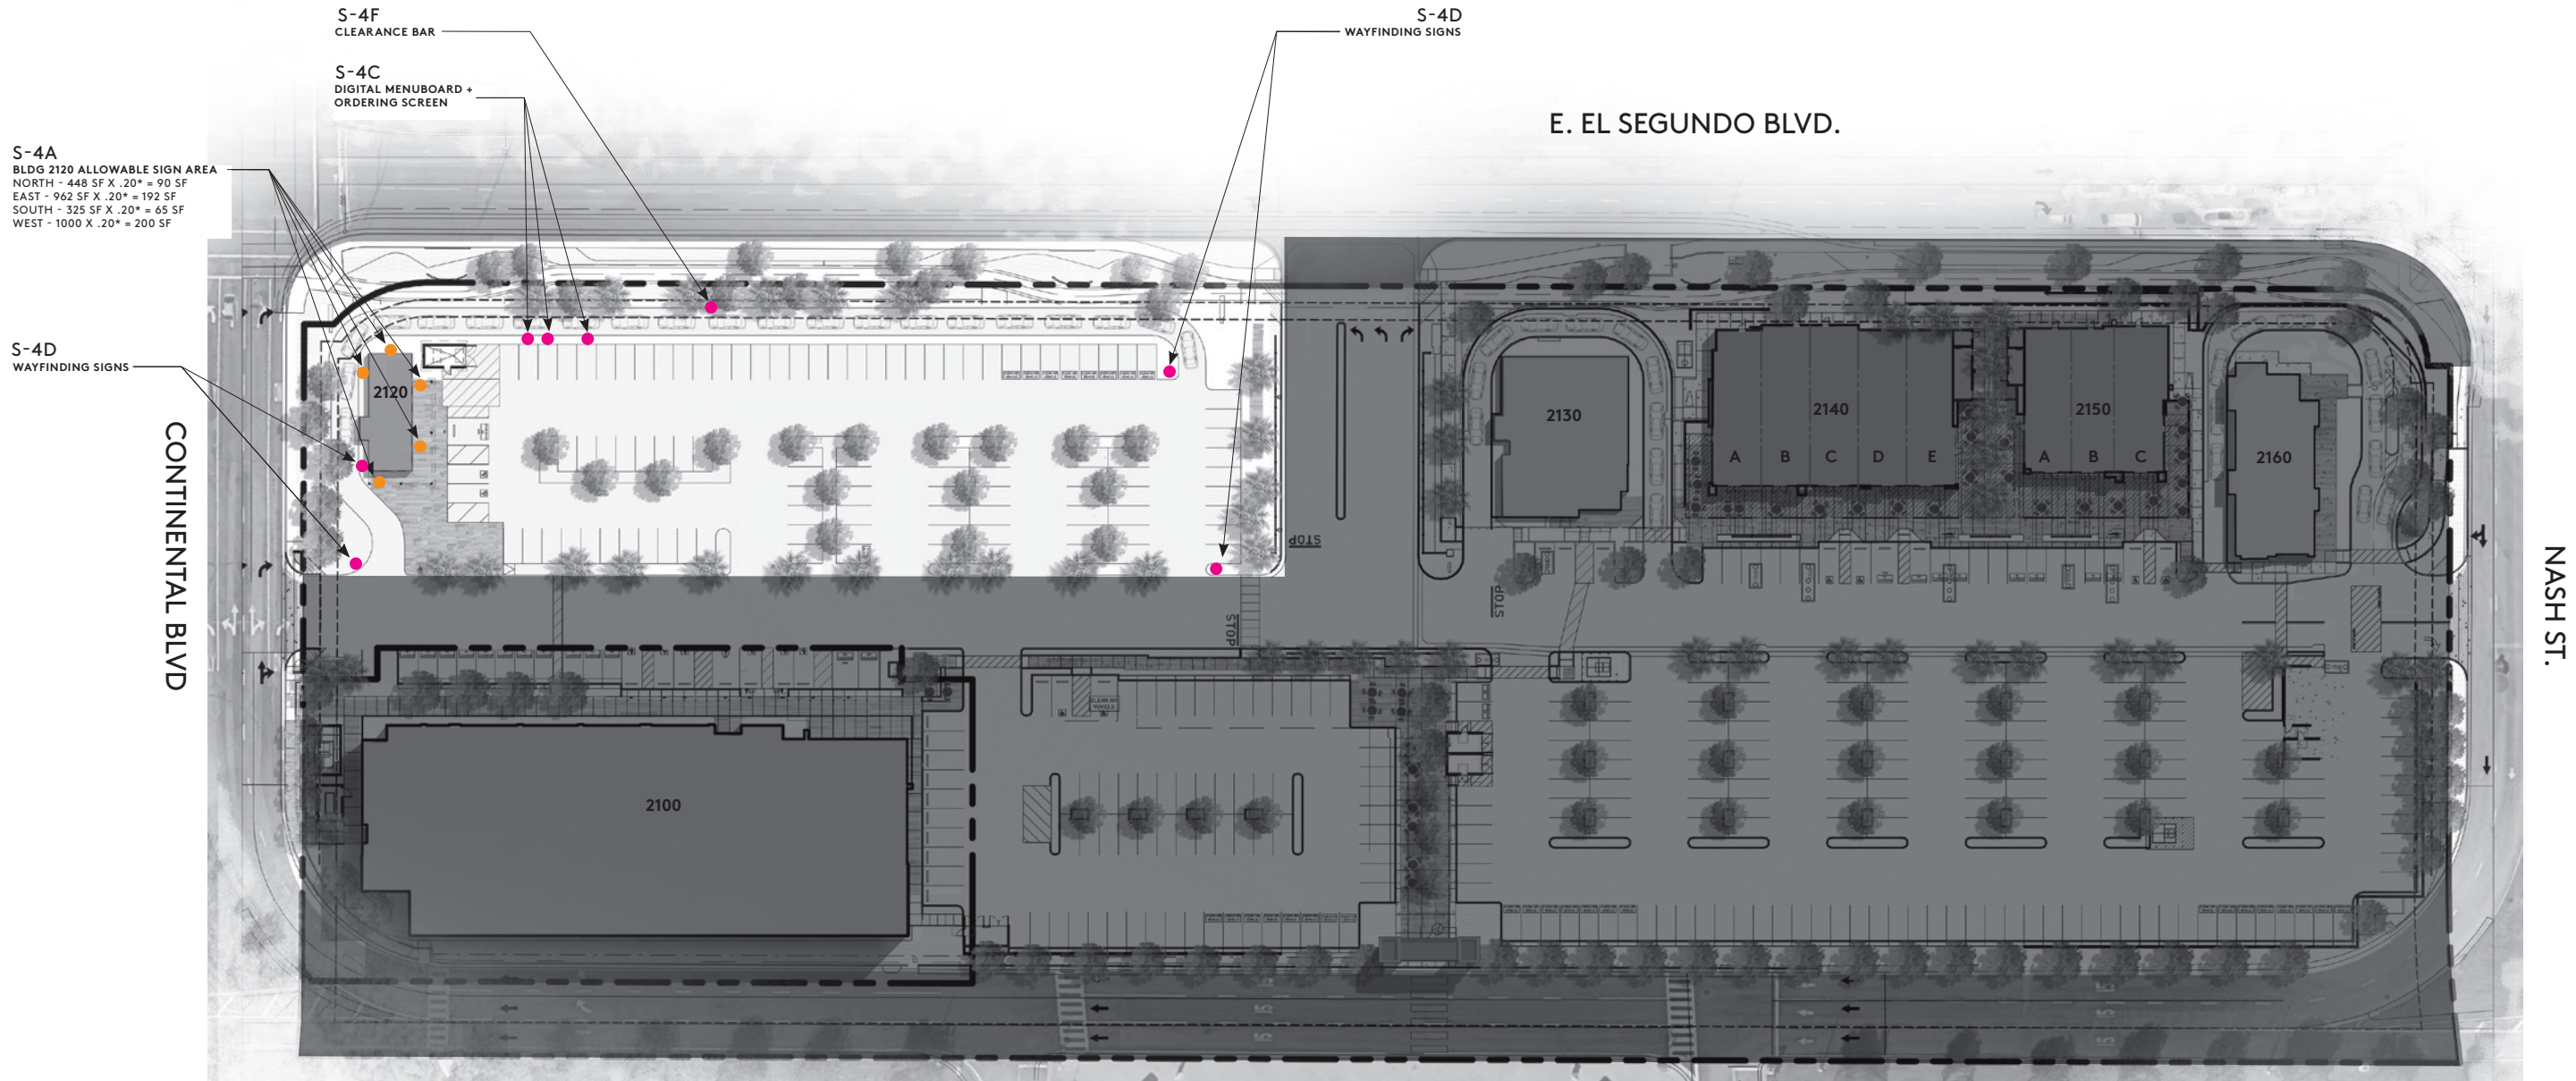 S-4F
CLEARANCE BAR
S-4D
WAYFINDING SIGNS
S-4C
DIGITAL MENUBOARD +
ORDERING SCREEN
E. EL SEGUNDO BLVD.
S-4A
BLDG 2120 ALLOWABLE SIGN AREA
NORTH - 448 SF X .20* = 90 SF
EAST - 962 SF X .20* = 192 SF
SOUTH - 325 SF X .20* = 65 SF
WEST - 1000 X .20* = 200 SF
S-4D
WAYFINDING SIGNS
2120
CONTINENTAL BLVD
2130
2140
A B C D E
2150
A B C
2160
NASH ST.
STOP
STOP
STOP
2100